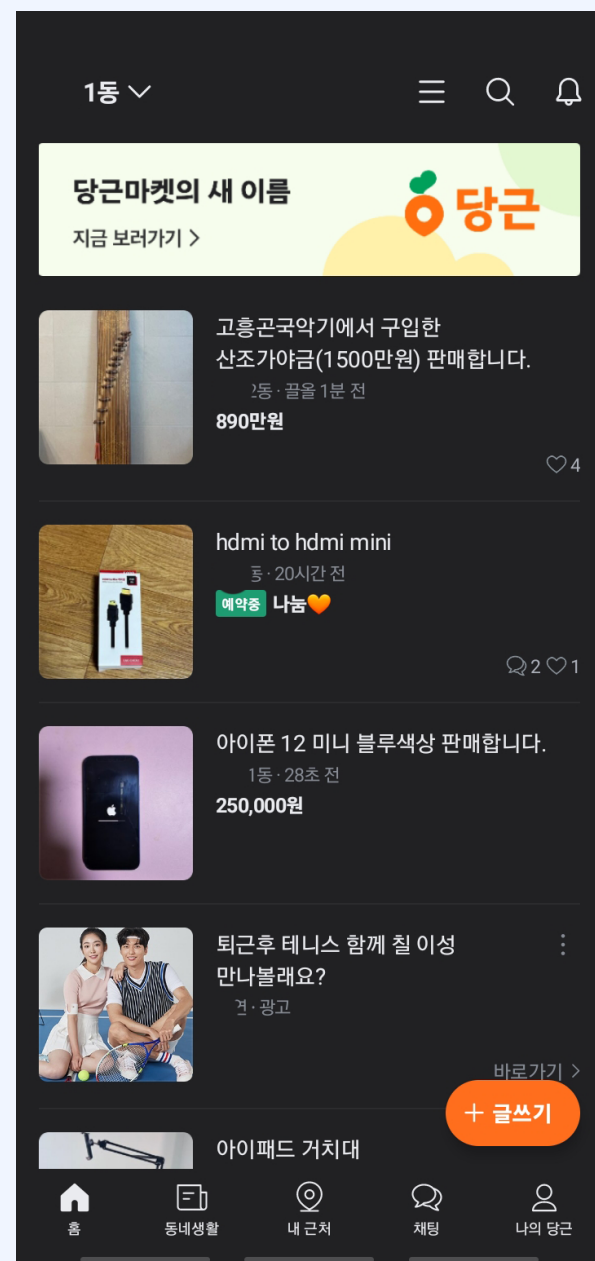 1동
당근마켓의 새 이름
지금 보러가기 >
당근
고흥곤국악기에서 구입한
산조가야금(1500만원) 판매합니다.
2동 · 끌올 1분 전
890만원
4
hdmi to hdmi mini
동 · 20시간 전
예약중 나눔🧡
2 1
아이폰 12 미니 블루색상 판매합니다.
1동 · 28초 전
250,000원
퇴근후 테니스 함께 칠 이성
만나볼래요?
· 광고
바로가기 >
+ 글쓰기
아이패드 거치대
홈 동네생활 내 근처 채팅 나의 당근